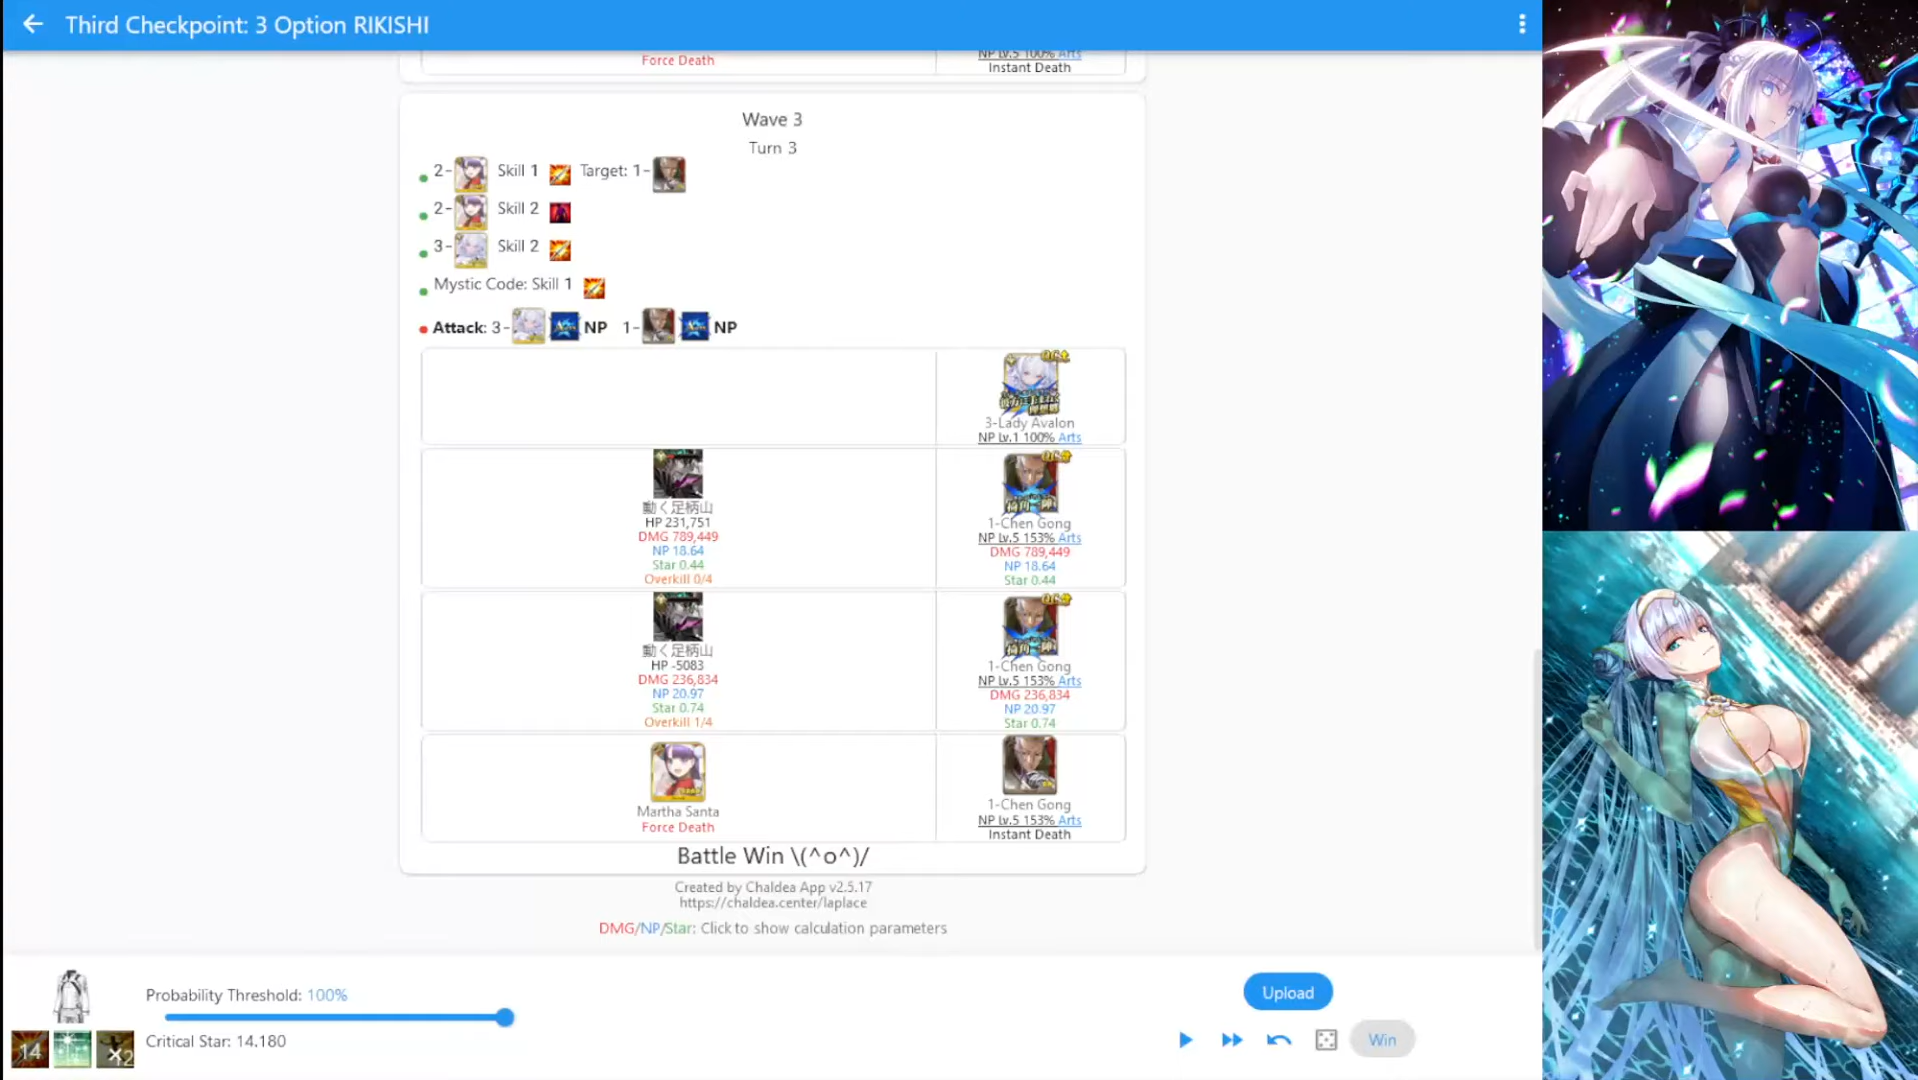 Third Checkpoint: 3 Option RIKISHI
Force Death
NP Lv.5 100% Arts
Instant Death
Wave 3
Turn 3
2- Skill 1 Target: 1-
2- Skill 2
3- Skill 2
Mystic Code: Skill 1
Attack: 3- NP 1- NP
3-Lady Avalon
NP Lv.1 100% Arts
動く足柄山
HP 231,751
DMG 789,449
NP 18.64
Star 0.44
Overkill 0/4
1-Chen Gong
NP Lv.5 153% Arts
DMG 789,449
NP 18.64
Star 0.44
動く足柄山
HP -5083
DMG 236,834
NP 20.97
Star 0.74
Overkill 1/4
1-Chen Gong
NP Lv.5 153% Arts
DMG 236,834
NP 20.97
Star 0.74
Martha Santa
Force Death
1-Chen Gong
NP Lv.5 153% Arts
Instant Death
Battle Win \(^o^)/
Created by Chaldea App v2.5.17
https://chaldea.center/laplace
DMG/NP/Star: Click to show calculation parameters
Probability Threshold: 100%
Upload
14
12
Critical Star: 14.180
Win